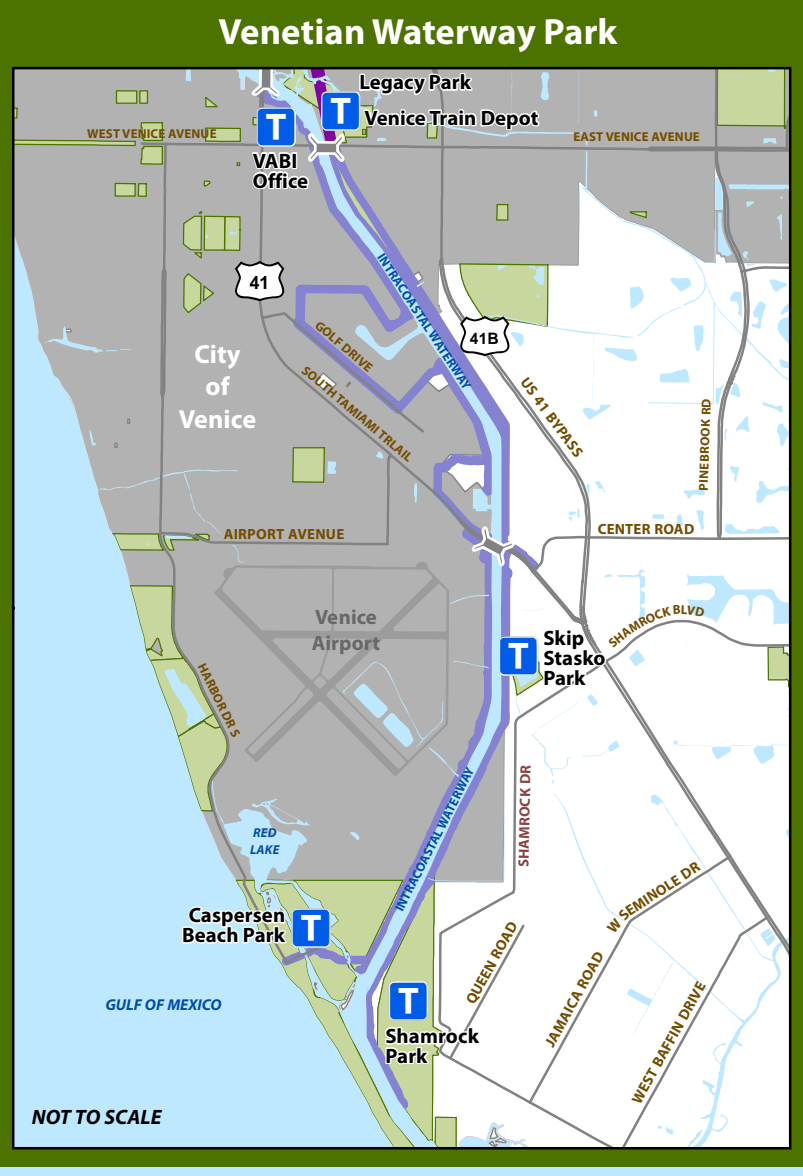 Venetian Waterway Park
Legacy Park
T
T
Venice Train Depot
WEST VENICE AVENUE
EAST VENICE AVENUE
VABI
Office
41
INTRACOASTAL WATERWAY
41B
GOLF DRIVE
City
of
Venice
SOUTH TAMIAMI TRLAIL
US 41 BYPASS
PINEBROOK RD
AIRPORT AVENUE
CENTER ROAD
Venice
Airport
SHAMROCK BLVD
T
Skip
Stasko
Park
HARBOR DR S
SHAMROCK DR
INTRACOASTAL WATERWAY
RED
LAKE
W SEMINOLE DR
Caspersen
Beach Park
T
QUEEN ROAD
JAMAICA ROAD
WEST BAFFIN DRIVE
GULF OF MEXICO
T
Shamrock
Park
NOT TO SCALE